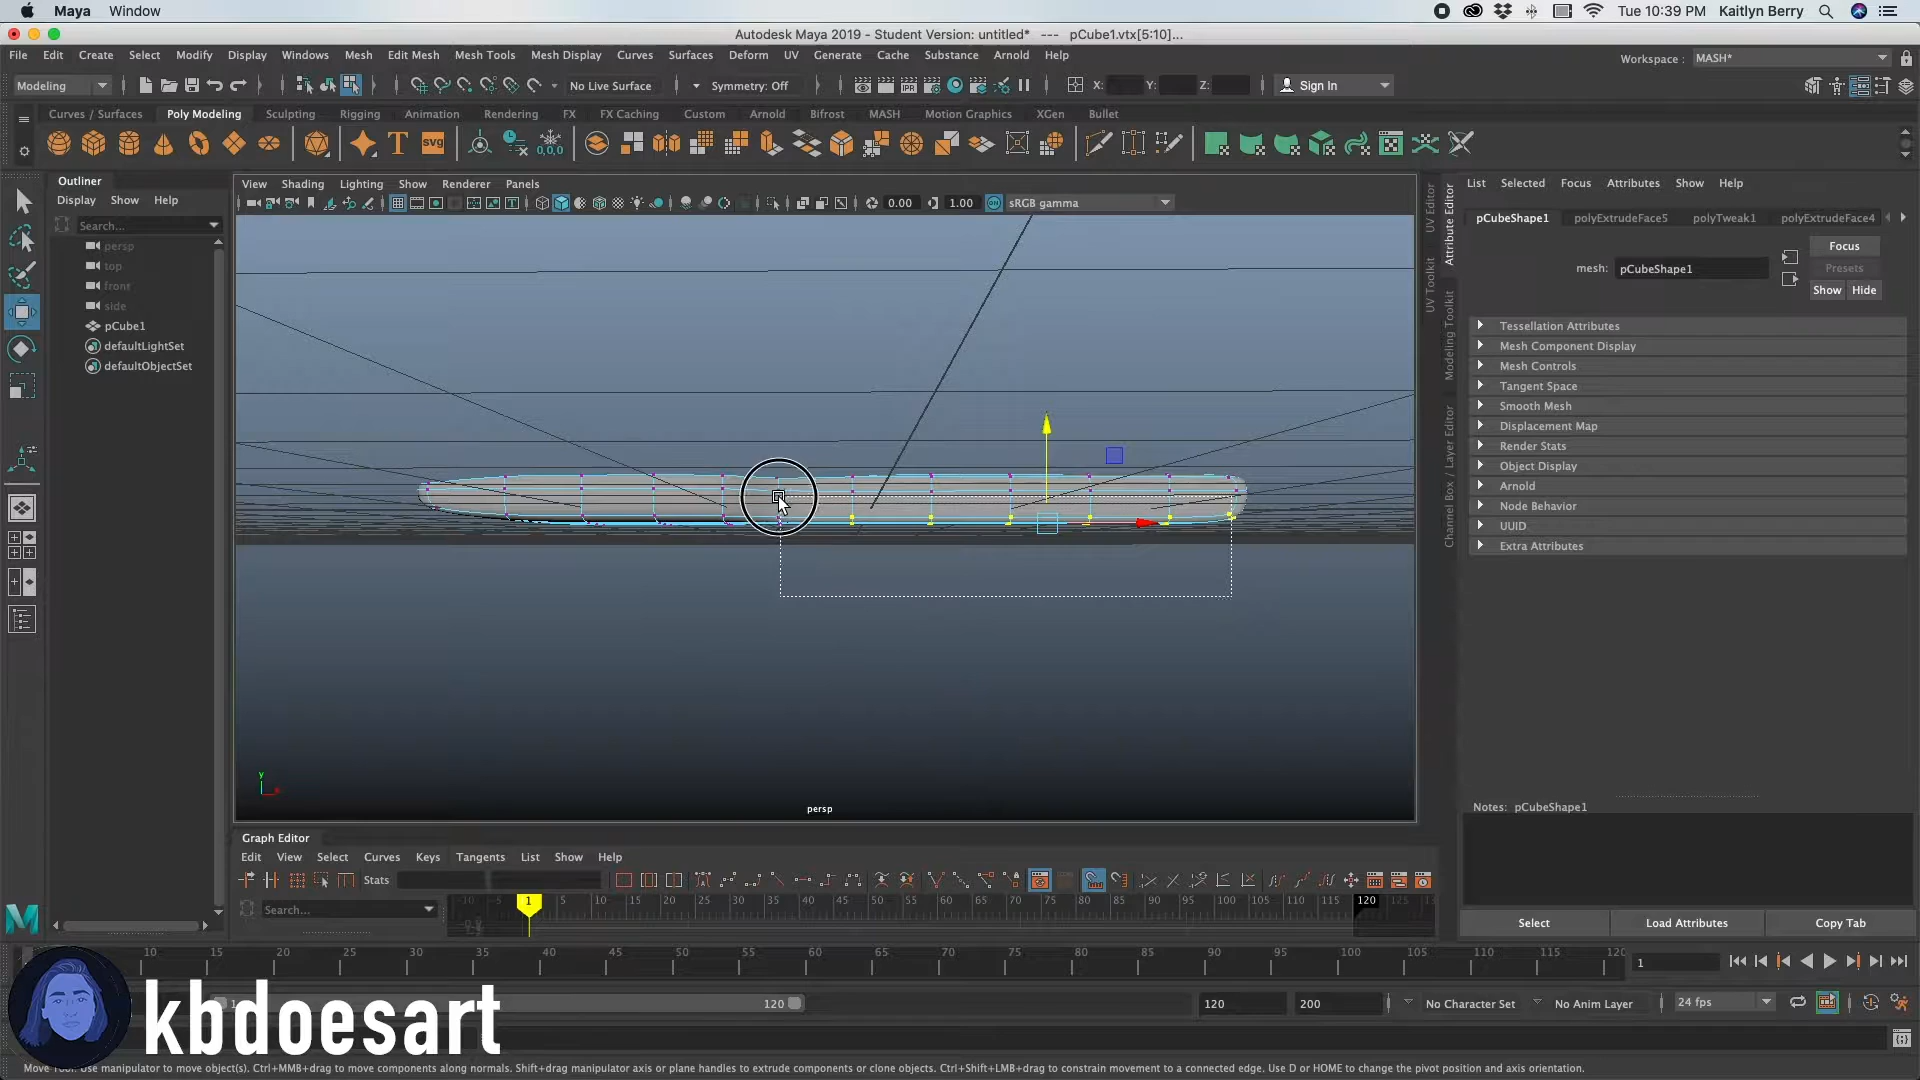 Maya Window Tue 10:39 PM Kaitlyn Berry
Autodesk Maya 2019 - Student Version: untitled* --- pCube1.vtx[5:10]...
File Edit Create Select Modify Display Windows Mesh Edit Mesh Mesh Tools Mesh Display Curves Surfaces Deform UV Generate Cache Substance Arnold Help Workspace : MASH*
Modeling No Live Surface Symmetry: Off X: Y: Z: Sign In
Curves / Surfaces Poly Modeling Sculpting Rigging Animation Rendering FX FX Caching Custom Arnold Bifrost MASH Motion Graphics XGen Bullet
Outliner
Display Show Help
Search...
persp
top
front
side
pCube1
defaultLightSet
defaultObjectSet
View Shading Lighting Show Renderer Panels
0.00 1.00 sRGB gamma
y
persp
UV Editor
UV Toolkit
Attribute Editor
Modeling Toolkit
Channel Box / Layer Editor
List Selected Focus Attributes Show Help
pCubeShape1 polyExtrudeFace5 polyTweak1 polyExtrudeFace4
Focus
mesh: pCubeShape1 Presets
Show Hide
Tessellation Attributes
Mesh Component Display
Mesh Controls
Tangent Space
Smooth Mesh
Displacement Map
Render Stats
Object Display
Arnold
Node Behavior
UUID
Extra Attributes
Notes: pCubeShape1
Select Load Attributes Copy Tab
Graph Editor
Edit View Select Curves Keys Tangents List Show Help
Stats
Search... -10 -5 1 5 10 15 20 25 30 35 40 45 50 55 60 65 70 75 80 85 90 95 100 105 110 115 120 125
10 15 20 25 30 35 40 45 50 55 60 65 70 75 80 85 90 95 100 105 110 115 120 1
120 120 200 No Character Set No Anim Layer 24 fps
kbdoesart
Move Tool: Use manipulator to move object(s). Ctrl+MMB+drag to move components along normals. Shift+drag manipulator axis or plane handles to extrude components or clone objects. Ctrl+Shift+LMB+drag to constrain movement to a connected edge. Use D or HOME to change the pivot position and axis orientation.